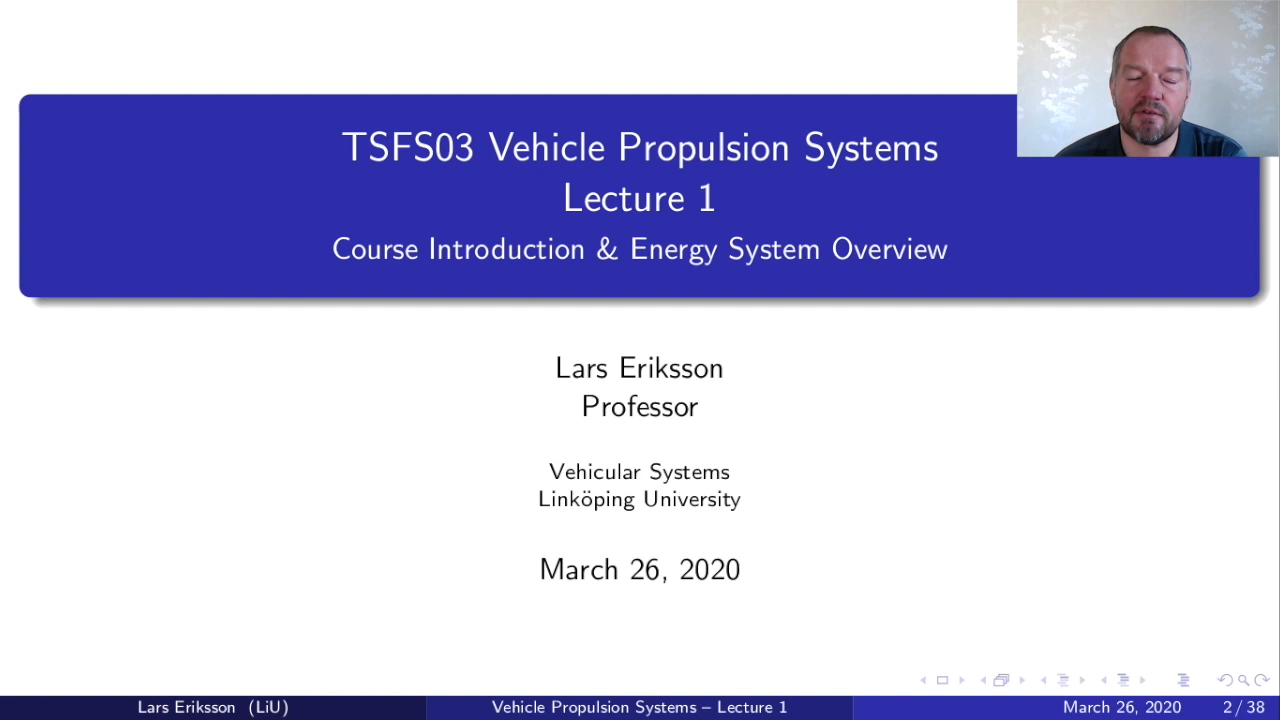 TSFS03 Vehicle Propulsion Systems
Lecture 1
Course Introduction & Energy System Overview
Lars Eriksson
Professor
Vehicular Systems
Linköping University
March 26, 2020
Lars Eriksson (LiU)
Vehicle Propulsion Systems – Lecture 1
March 26, 2020
2 / 38